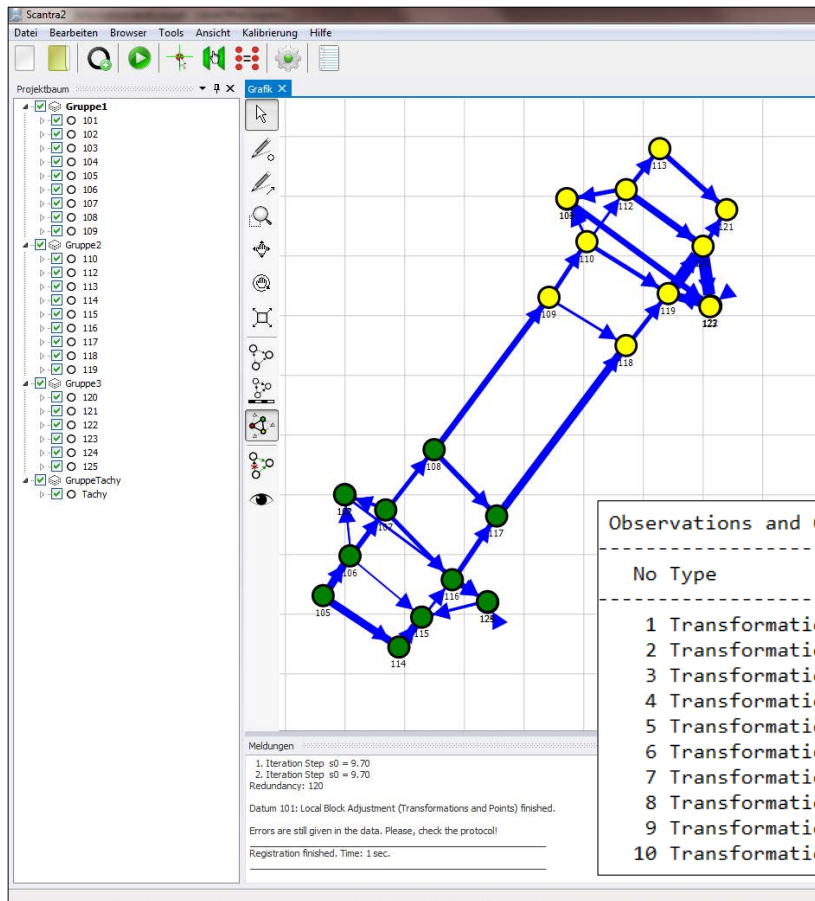 Scantra2
Datei Bearbeiten Browser Tools Ansicht Kalibrierung Hilfe
Projektbaum
Gruppe1
101
102
103
104
105
106
107
108
109
Gruppe2
110
112
113
114
115
116
117
118
119
Gruppe3
120
121
122
123
124
125
GruppeTachy
Tachy
Grafik
113
112
121
110
119
109
118
108
117
107
106
116
105
115
114
Meldungen
1. Iteration Step s0 = 9.70
2. Iteration Step s0 = 9.70
Redundancy: 120
Datum 101: Local Block Adjustment (Transformations and Points) finished.
Errors are still given in the data. Please, check the protocol!
Registration finished. Time: 1 sec.
Observations and
No Type
1 Transformati
2 Transformati
3 Transformati
4 Transformati
5 Transformati
6 Transformati
7 Transformati
8 Transformati
9 Transformati
10 Transformati